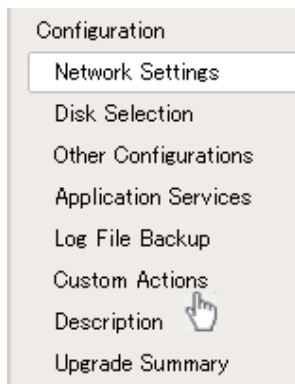 Configuration
Network Settings
Disk Selection
Other Configurations
Application Services
Log File Backup
Custom Actions
Description
Upgrade Summary